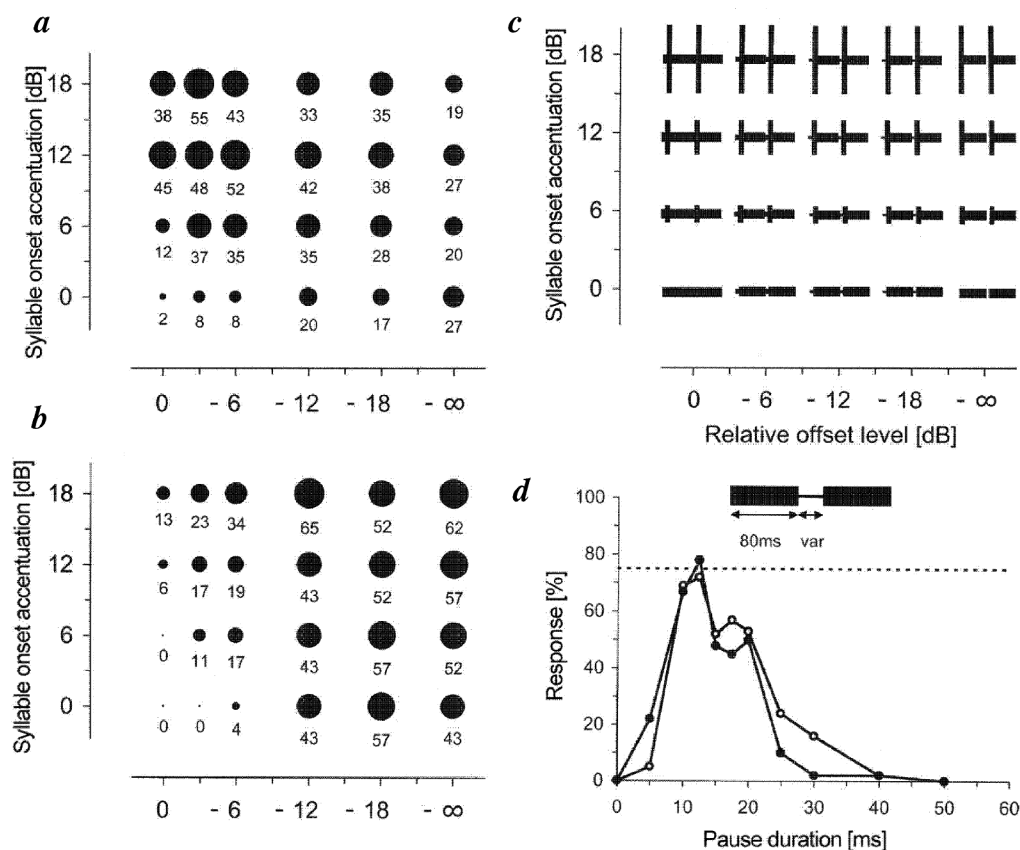 a
Syllable onset accentuation [dB]
18
38 55 43 33 35 19
12
45 48 52 42 38 27
6
12 37 35 35 28 20
0
2 8 8 20 17 27
0 - 6 - 12 - 18 - ∞
b
Syllable onset accentuation [dB]
18
13 23 34 65 52 62
12
6 17 19 43 52 57
6
0 11 17 43 57 52
0
0 0 4 43 57 43
0 - 6 - 12 - 18 - ∞
c
Syllable onset accentuation [dB]
18
12
6
0
0 - 6 - 12 - 18 - ∞
Relative offset level [dB]
d
80ms var
Response [%]
100
80
60
40
20
0
0 10 20 30 40 50 60
Pause duration [ms]